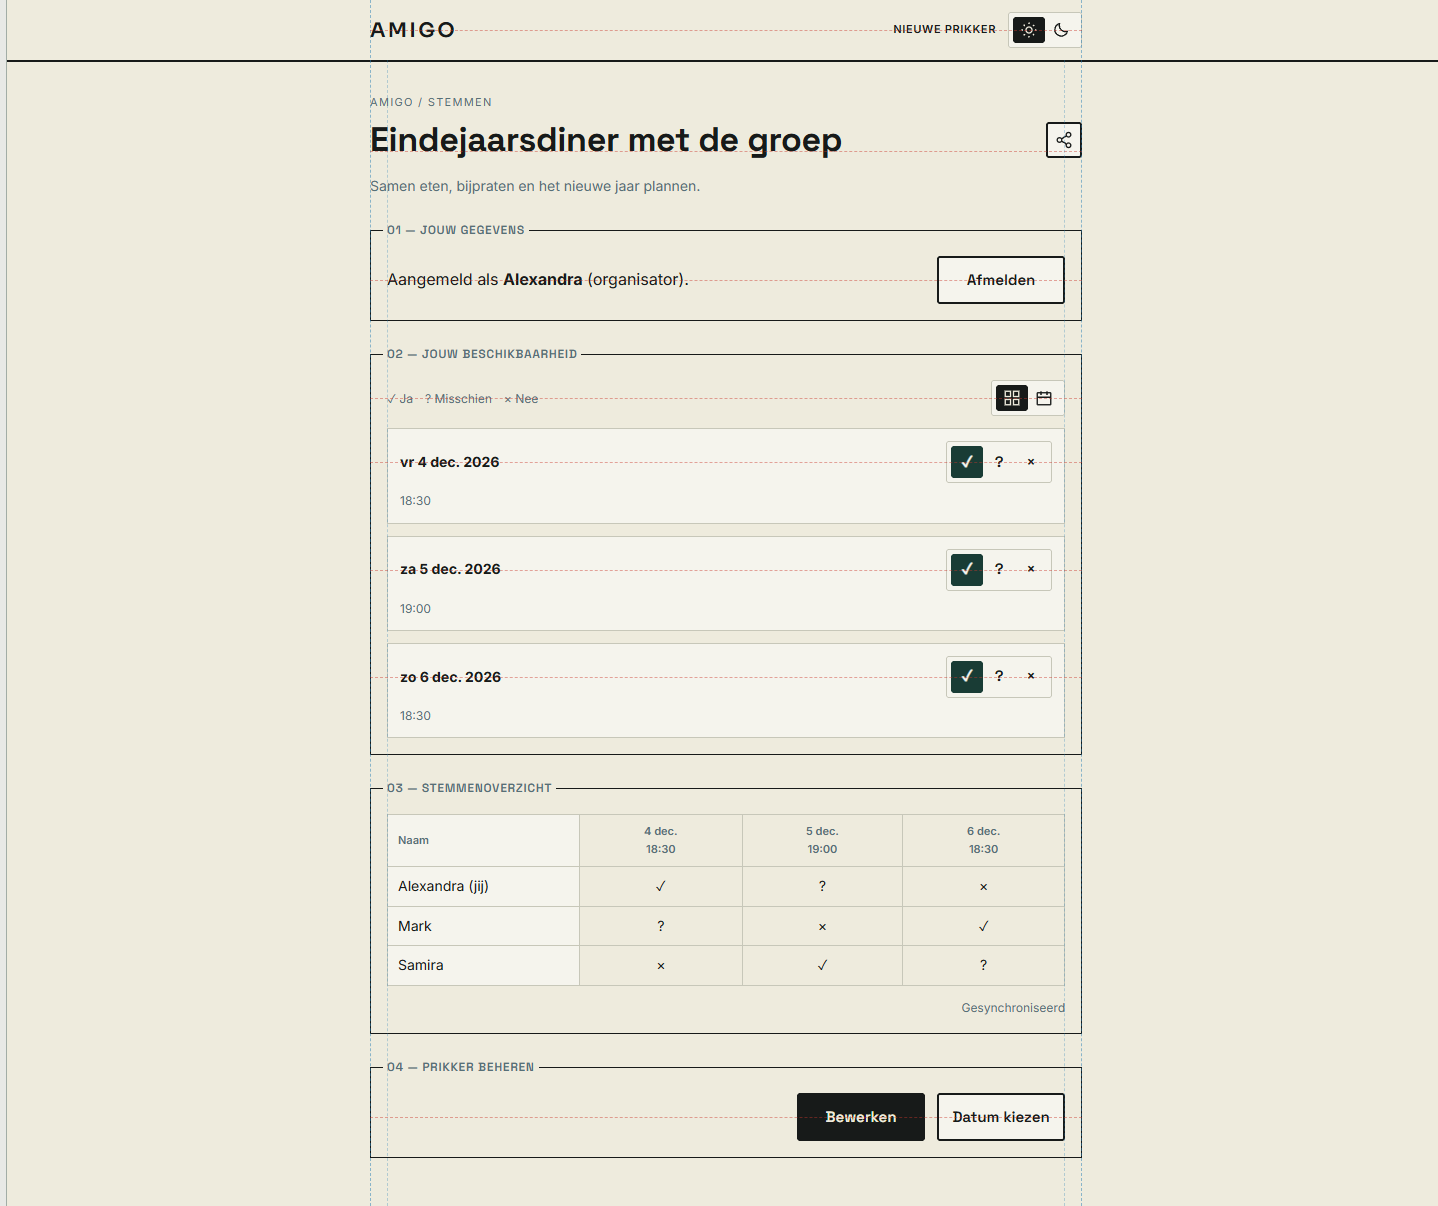 AMIGO
NIEUWE PRIKKER
AMIGO / STEMMEN
Eindejaarsdiner met de groep
Samen eten, bijpraten en het nieuwe jaar plannen.
01 — JOUW GEGEVENS
Aangemeld als Alexandra (organisator).
Afmelden
02 — JOUW BESCHIKBAARHEID
✓ Ja ? Misschien × Nee
vr 4 dec. 2026
✓ ? ×
18:30
za 5 dec. 2026
✓ ? ×
19:00
zo 6 dec. 2026
✓ ? ×
18:30
03 — STEMMENOVERZICHT
Naam
4 dec.
18:30
5 dec.
19:00
6 dec.
18:30
Alexandra (jij) ✓ ? ×
Mark ? × ✓
Samira × ✓ ?
Gesynchroniseerd
04 — PRIKKER BEHEREN
Bewerken
Datum kiezen